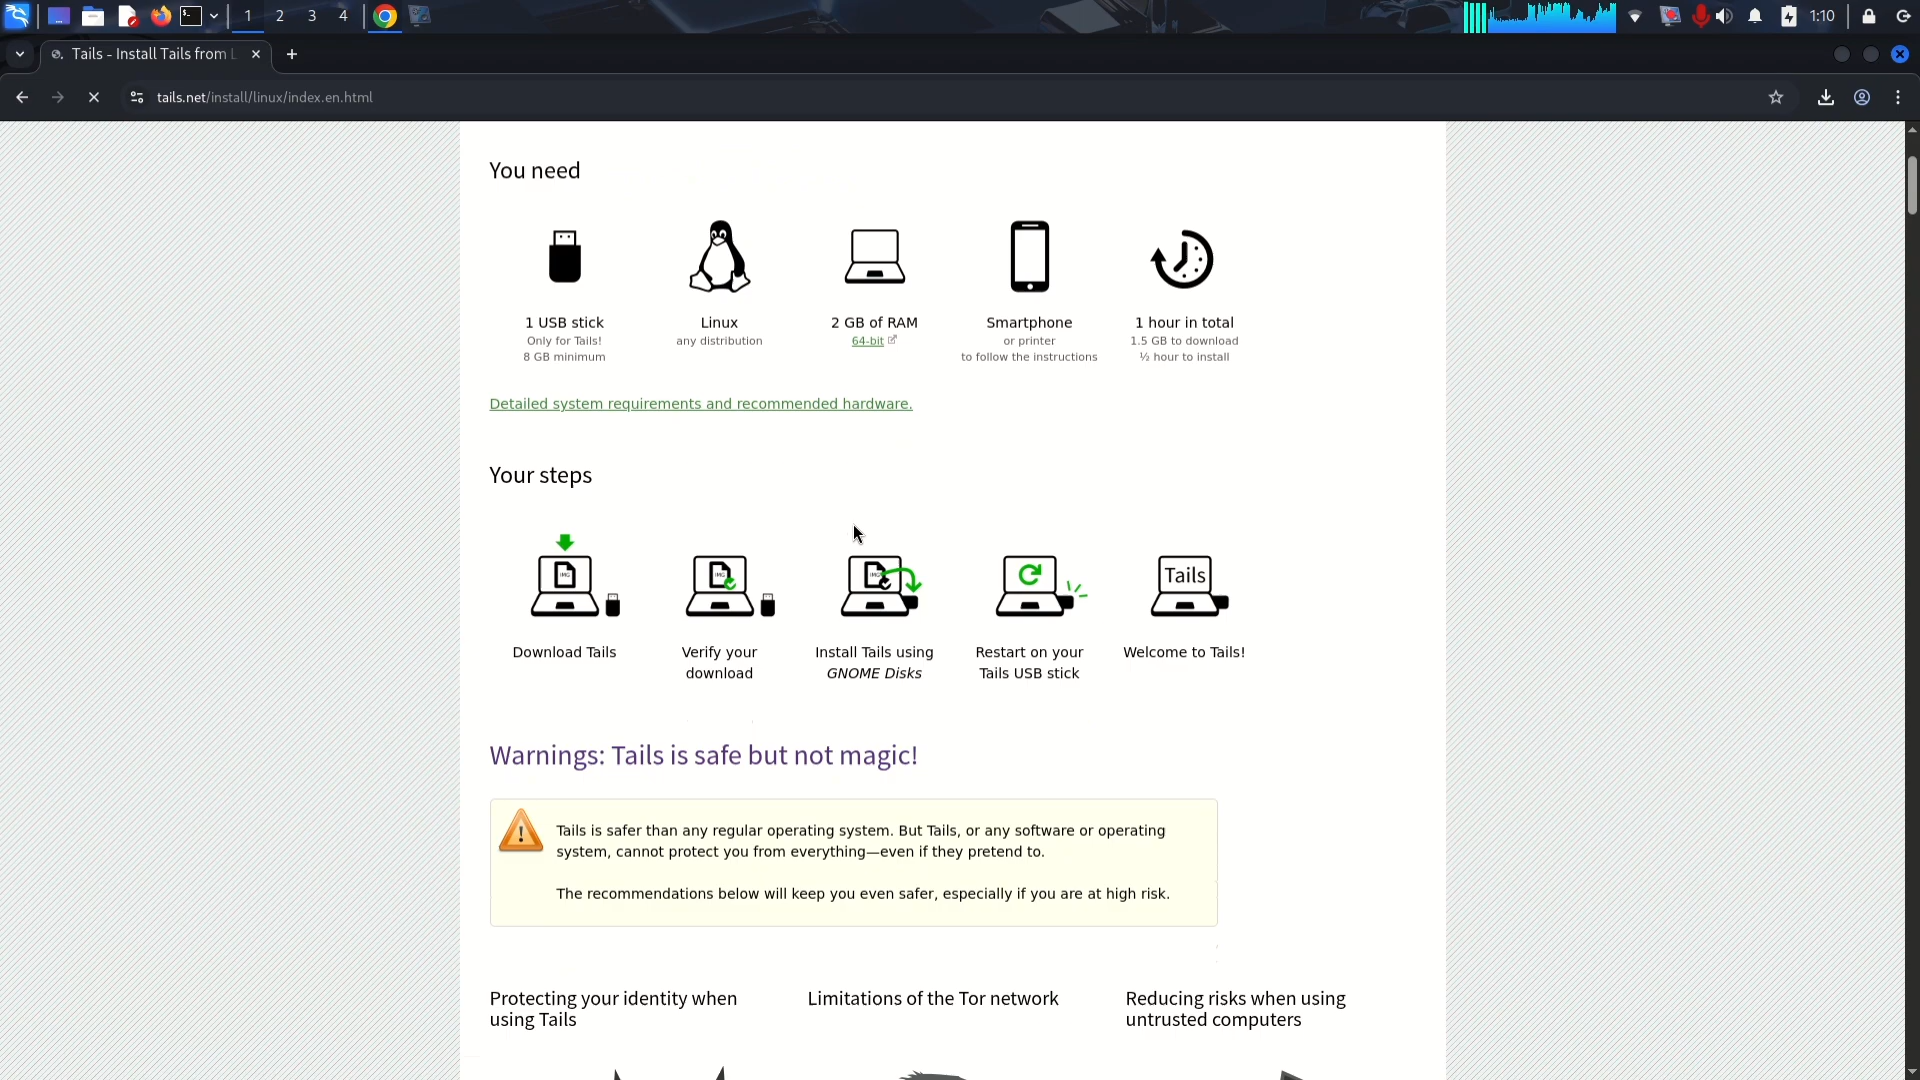 1 2 3 4
1:10
Tails - Install Tails from L
tails.net/install/linux/index.en.html
You need
1 USB stick
Only for Tails!
8 GB minimum
Linux
any distribution
2 GB of RAM
64-bit
Smartphone
or printer
to follow the instructions
1 hour in total
1.5 GB to download
½ hour to install
Detailed system requirements and recommended hardware.
Your steps
IMG
IMG
IMG
Tails
Download Tails
Verify your
download
Install Tails using
GNOME Disks
Restart on your
Tails USB stick
Welcome to Tails!
Warnings: Tails is safe but not magic!
Tails is safer than any regular operating system. But Tails, or any software or operating
system, cannot protect you from everything—even if they pretend to.
The recommendations below will keep you even safer, especially if you are at high risk.
Protecting your identity when
using Tails
Limitations of the Tor network
Reducing risks when using
untrusted computers